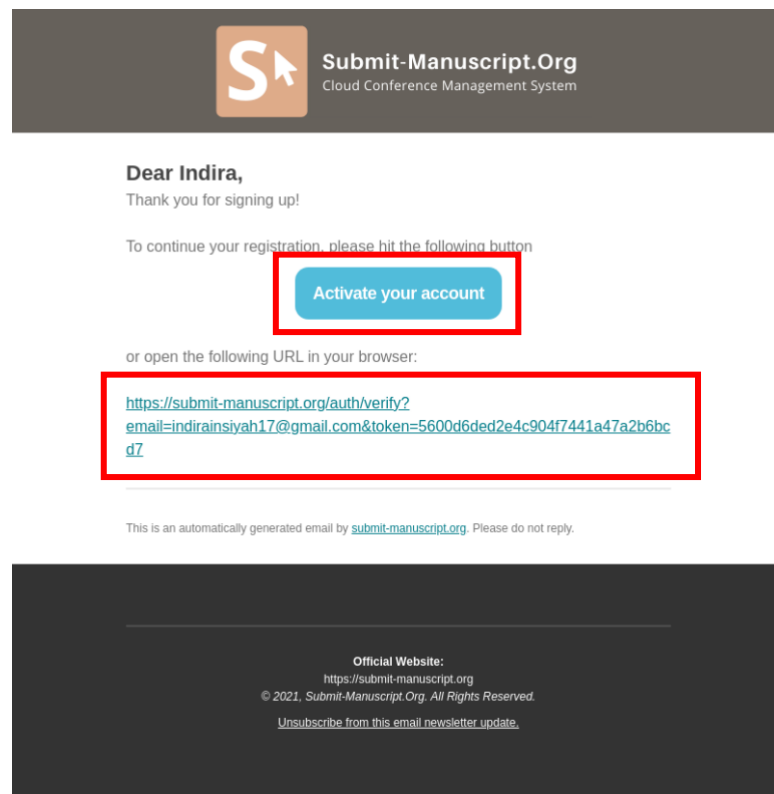 Submit-Manuscript.Org
Cloud Conference Management System
Dear Indira,
Thank you for signing up!
To continue your registration, please hit the following button
Activate your account
or open the following URL in your browser:
https://submit-manuscript.org/auth/verify?
email=indirainsiyah17@gmail.com&token=5600d6ded2e4c904f7441a47a2b6bc
d7
This is an automatically generated email by submit-manuscript.org. Please do not reply.
Official Website:
https://submit-manuscript.org
© 2021, Submit-Manuscript.Org. All Rights Reserved.
Unsubscribe from this email newsletter update.